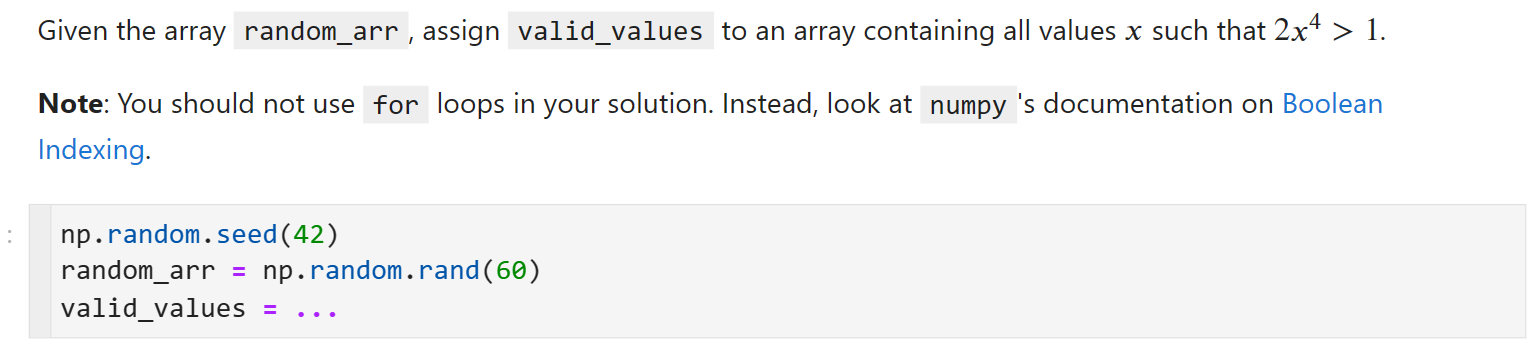 Given the array random_arr , assign valid_values to an array containing all values x such that 2x⁴ > 1.
Note: You should not use for loops in your solution. Instead, look at numpy 's documentation on Boolean
Indexing.
:
np.random.seed(42)
random_arr = np.random.rand(60)
valid_values = ...